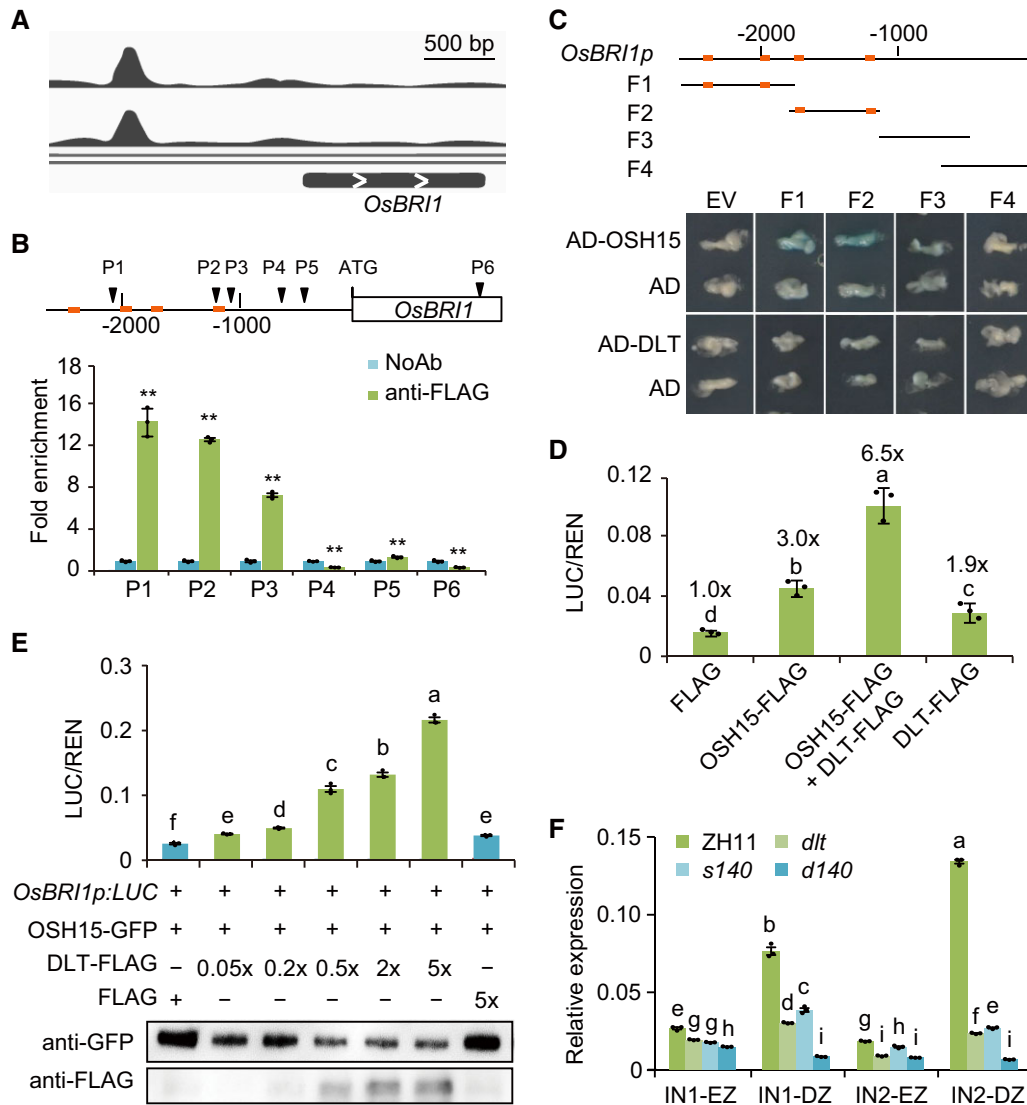 A
500 bp
OsBRI1
B
P1 P2 P3 P4 P5 ATG P6
OsBRI1
-2000 -1000
NoAb
anti-FLAG
Fold enrichment
18
16
12
8
4
0
** ** ** ** ** **
P1 P2 P3 P4 P5 P6
C
-2000 -1000
OsBRI1p
F1
F2
F3
F4
EV F1 F2 F3 F4
AD-OSH15
AD
AD-DLT
AD
D
LUC/REN
0.12
0.08
0.04
0
1.0x 3.0x 6.5x 1.9x
d b a c
FLAG
OSH15-FLAG
OSH15-FLAG
+ DLT-FLAG
DLT-FLAG
E
LUC/REN
0.3
0.2
0.1
0
f e d c b a e
OsBRI1p:LUC + + + + + + +
OSH15-GFP + + + + + + +
DLT-FLAG – 0.05x 0.2x 0.5x 2x 5x –
FLAG + – – – – – 5x
anti-GFP
anti-FLAG
F
ZH11 dlt
s140 d140
Relative expression
0.15
0.10
0.05
0
e g g h b d c i g i h i a f e i
IN1-EZ IN1-DZ IN2-EZ IN2-DZ